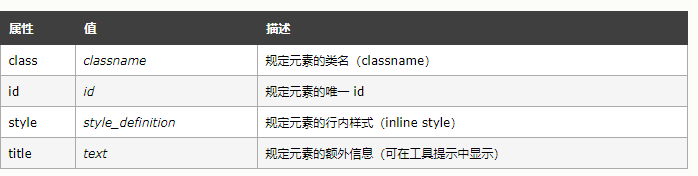 属性 值 描述
class classname 规定元素的类名（classname）
id id 规定元素的唯一 id
style style_definition 规定元素的行内样式（inline style）
title text 规定元素的额外信息（可在工具提示中显示）